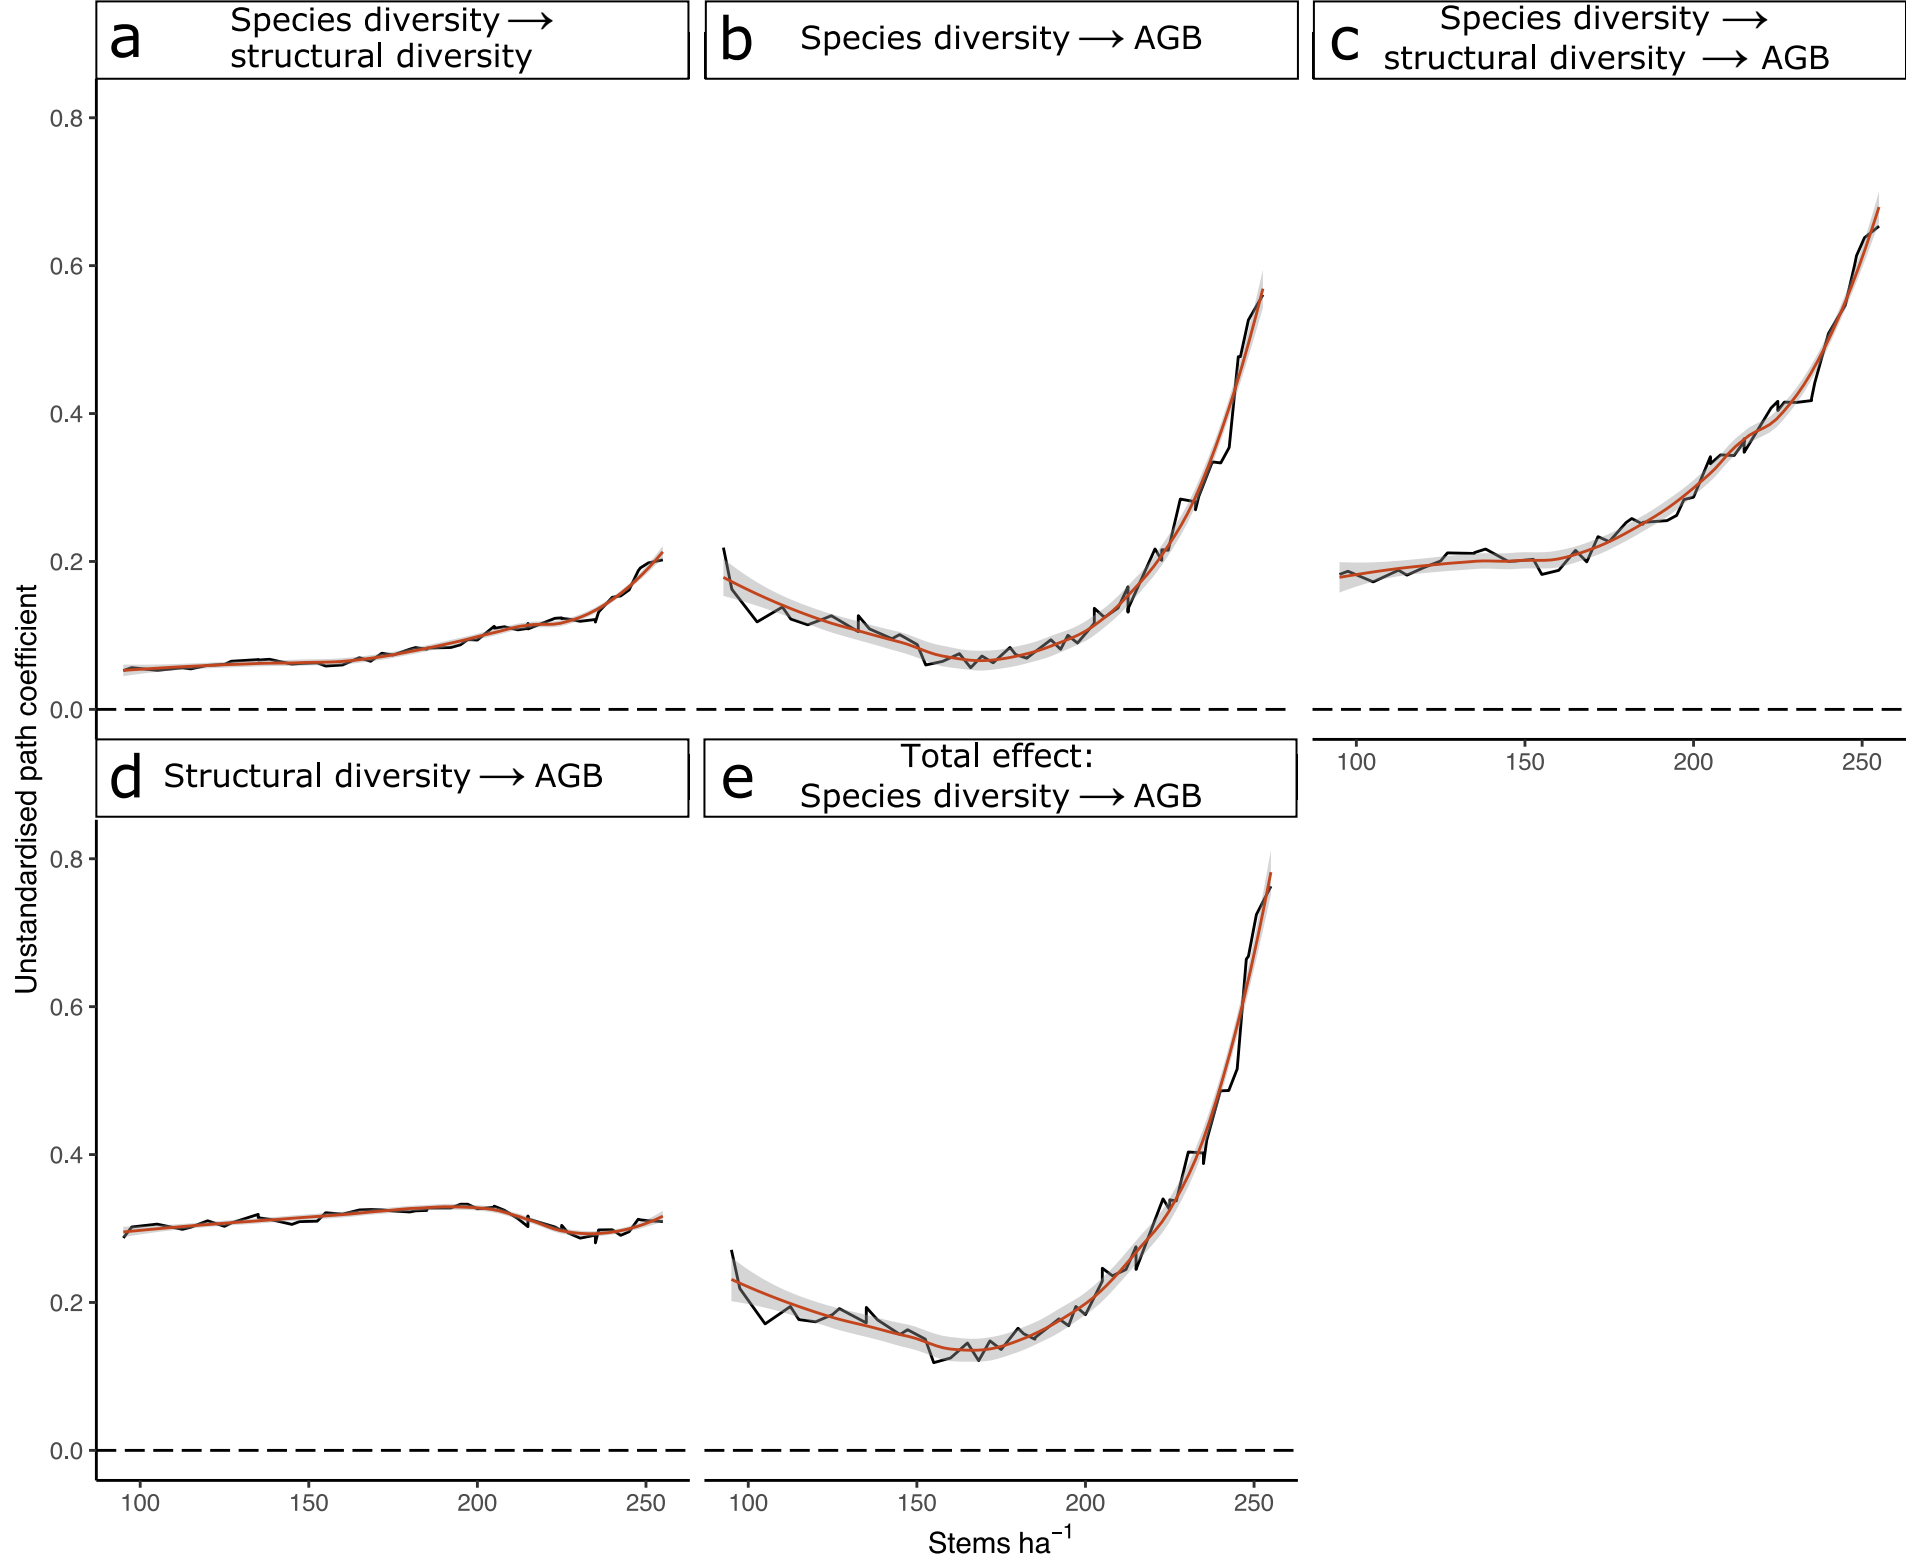 a
Species diversity →
structural diversity
b
Species diversity → AGB
c
Species diversity →
structural diversity → AGB
0.8
0.6
0.4
0.2
0.0
100
150
200
250
d
Structural diversity → AGB
e
Total effect:
Species diversity → AGB
0.8
0.6
0.4
0.2
0.0
100
150
200
250
100
150
200
250
Unstandardised path coefficient
Stems ha⁻¹